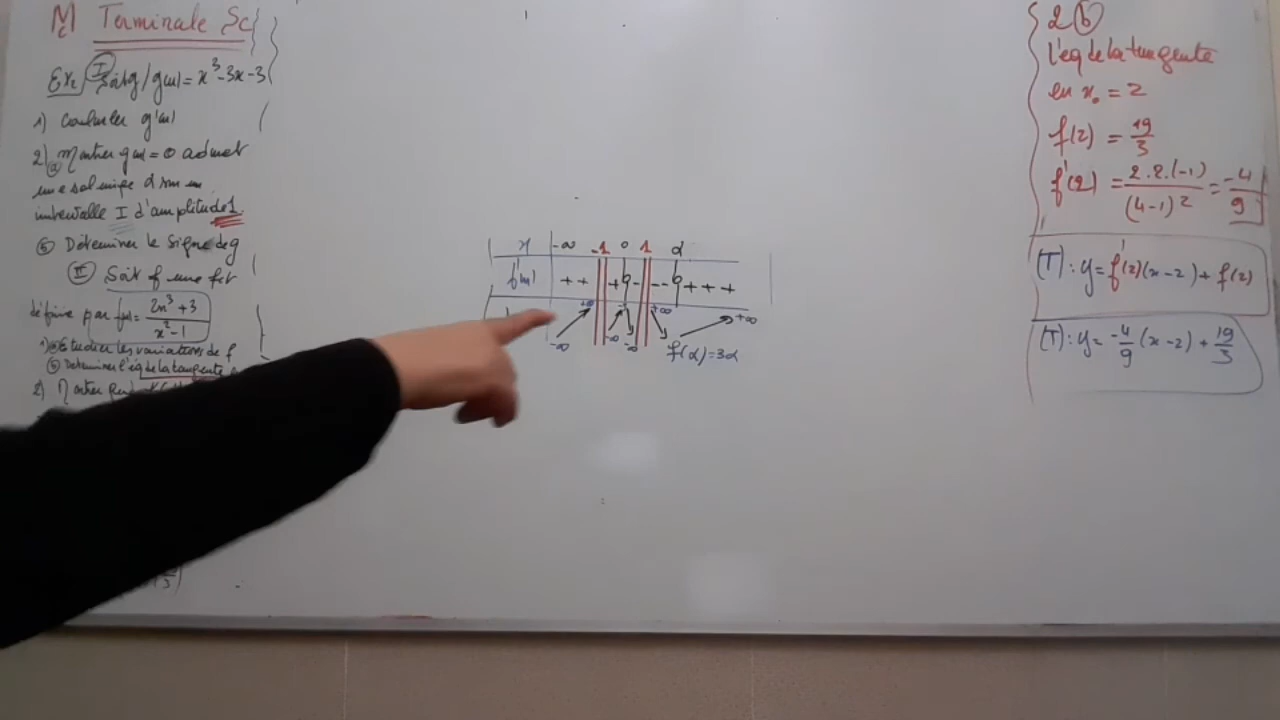 Terminale Sc
Ex2 I Soit g / g(x) = x³ - 3x - 3
1) Calculer g'(x)
2) a) Montrer g(x) = 0 admet
une sol unique α sur un
intervalle I d'amplitude 1
b) Déterminer le signe de g
II Soit f une fct
définie par f(x) = 2x³ + 3 / x² - 1
1) a) Etudier les variations de f
b) Determiner l'éq de la tangente
2) Montrer
x -∞ -1 0 1 α
f'(x) + + + 0 - - - 0 + + +
-∞ +∞ -∞ -∞ +∞ f(α) = 3α +∞
2 b
l'éq de la tangente
en x₀ = 2
f(2) = 19/3
f'(2) = 2.2.(-1) / (4-1)² = -4/9
(T) : y = f'(2)(x-2) + f(2)
(T) : y = -4/9 (x-2) + 19/3